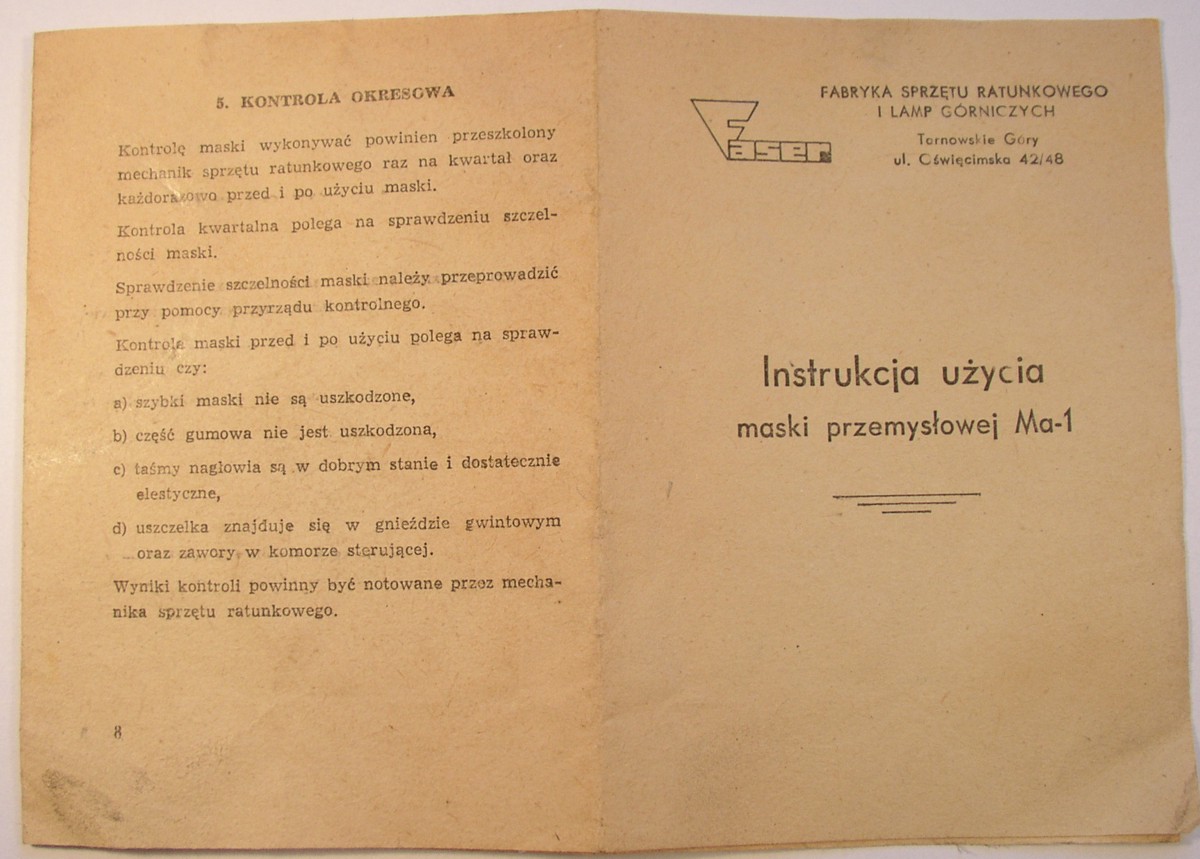 5. KONTROLA OKRESOWA
Kontrolę maski wykonywać powinien przeszkolony
mechanik sprzętu ratunkowego raz na kwartał oraz
każdorazowo przed i po użyciu maski.
Kontrola kwartalna polega na sprawdzeniu szczel-
ności maski.
Sprawdzenie szczelności maski należy przeprowadzić
przy pomocy przyrządu kontrolnego.
Kontrola maski przed i po użyciu polega na spraw-
dzeniu czy:
a) szybki maski nie są uszkodzone,
b) część gumowa nie jest uszkodzona,
c) taśmy nagłowia są w dobrym stanie i dostatecznie
elestyczne,
d) uszczelka znajduje się w gnieździe gwintowym
oraz zawory w komorze sterującej.
Wyniki kontroli powinny być notowane przez mecha-
nika sprzętu ratunkowego.
8
Faser
FABRYKA SPRZĘTU RATUNKOWEGO
I LAMP GÓRNICZYCH
Tarnowskie Góry
ul. Oświęcimska 42/48
Instrukcja użycia
maski przemysłowej Ma-1